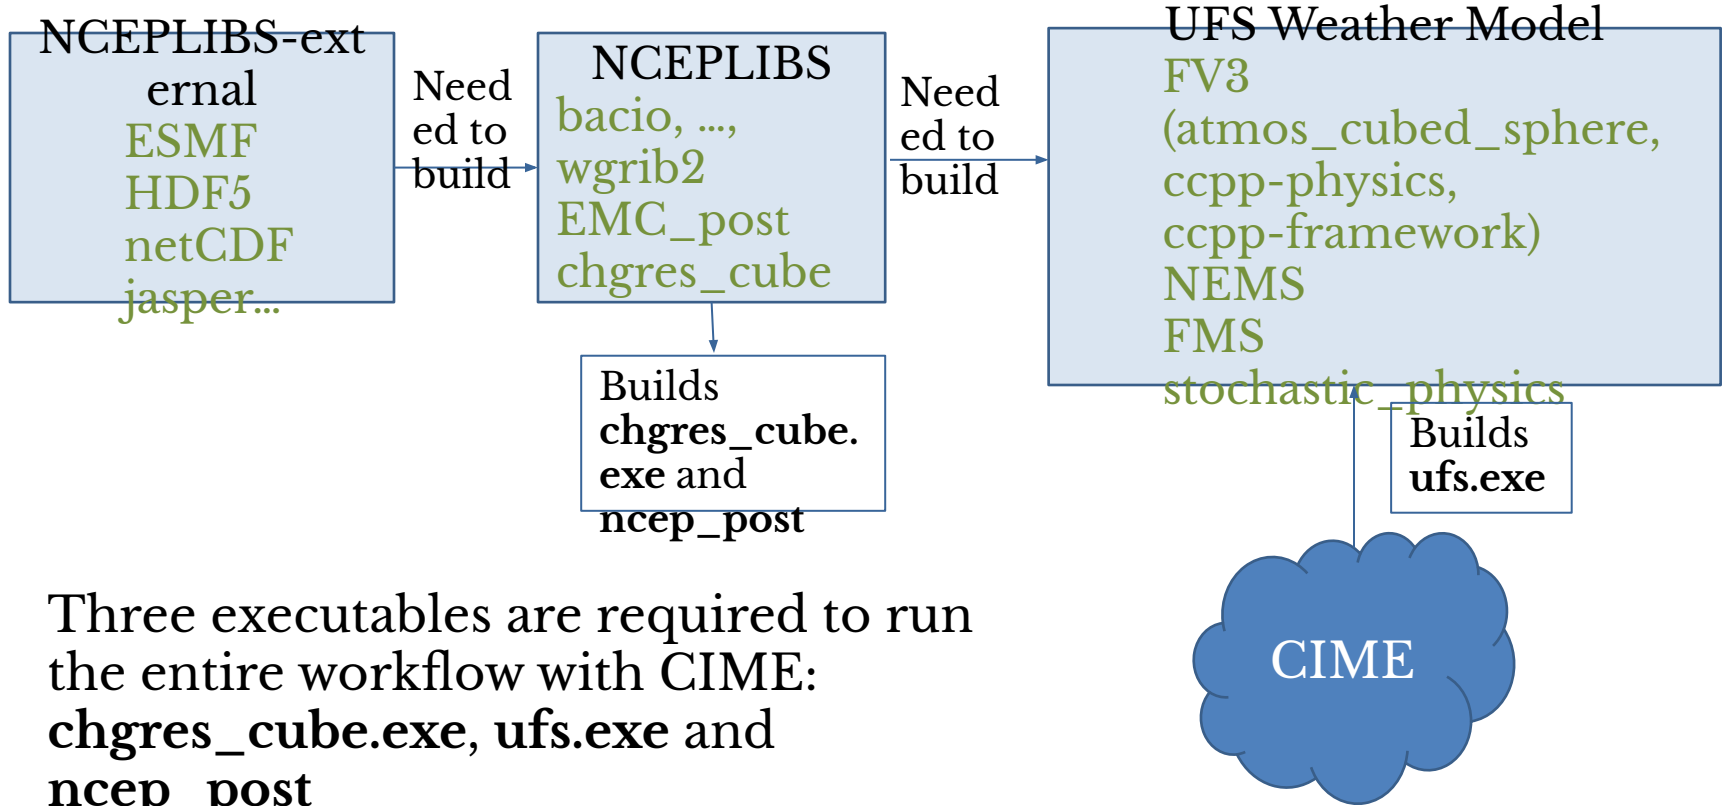 NCEPLIBS-ext
ernal
ESMF
HDF5
netCDF
jasper...
Need
ed to
build
NCEPLIBS
bacio, ...,
wgrib2
EMC_post
chgres_cube
Need
ed to
build
UFS Weather Model
FV3
(atmos_cubed_sphere,
ccpp-physics,
ccpp-framework)
NEMS
FMS
stochastic_physics
Builds
chgres_cube.
exe and
ncep_post
Builds
ufs.exe
CIME
Three executables are required to run
the entire workflow with CIME:
chgres_cube.exe, ufs.exe and
ncep_post